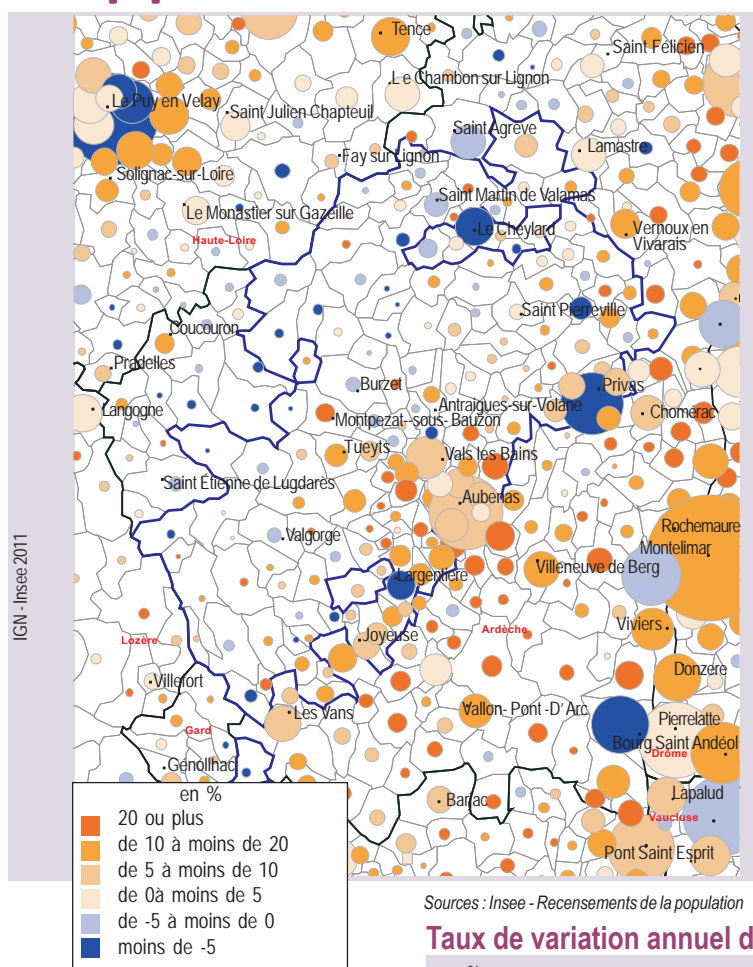 Tence
Saint Félicien
L e Chambon sur Lignon
Le Puy en Velay
Saint Julien Chapteuil
Saint Agrève
Lamastre
Fay sur Lignon
Solignac-sur-Loire
Saint Martin de Valamas
Le Monastier sur Gazeille
Le Cheylard
Vernoux en
Vivarais
Haute-Loire
Saint Pierreville
Coucouron
Pradelles
Burzet
Privas
Langogne
Antraigues-sur-Volane
Chomerac
Montpezat--sous- Bauzon
Tueyts
Vals les Bains
Saint Étienne de Lugdarès
Aubenas
Rochemaure
Valgorge
Montelimar
Villeneuve de Berg
Largentière
IGN - Insee 2011
Viviers
Joyeuse
Ardèche
Lozère
Donzere
Villefort
Les Vans
Vallon- Pont -D' Arc
Pierrelatte
Gard
Bourg Saint Andéol
Drôme
Génollhac
Lapalud
Barjac
Vaucluse
Pont Saint Esprit
en %
20 ou plus
de 10 à moins de 20
de 5 à moins de 10
de 0à moins de 5
de -5 à moins de 0
moins de -5
Sources : Insee - Recensements de la population
Taux de variation annuel d